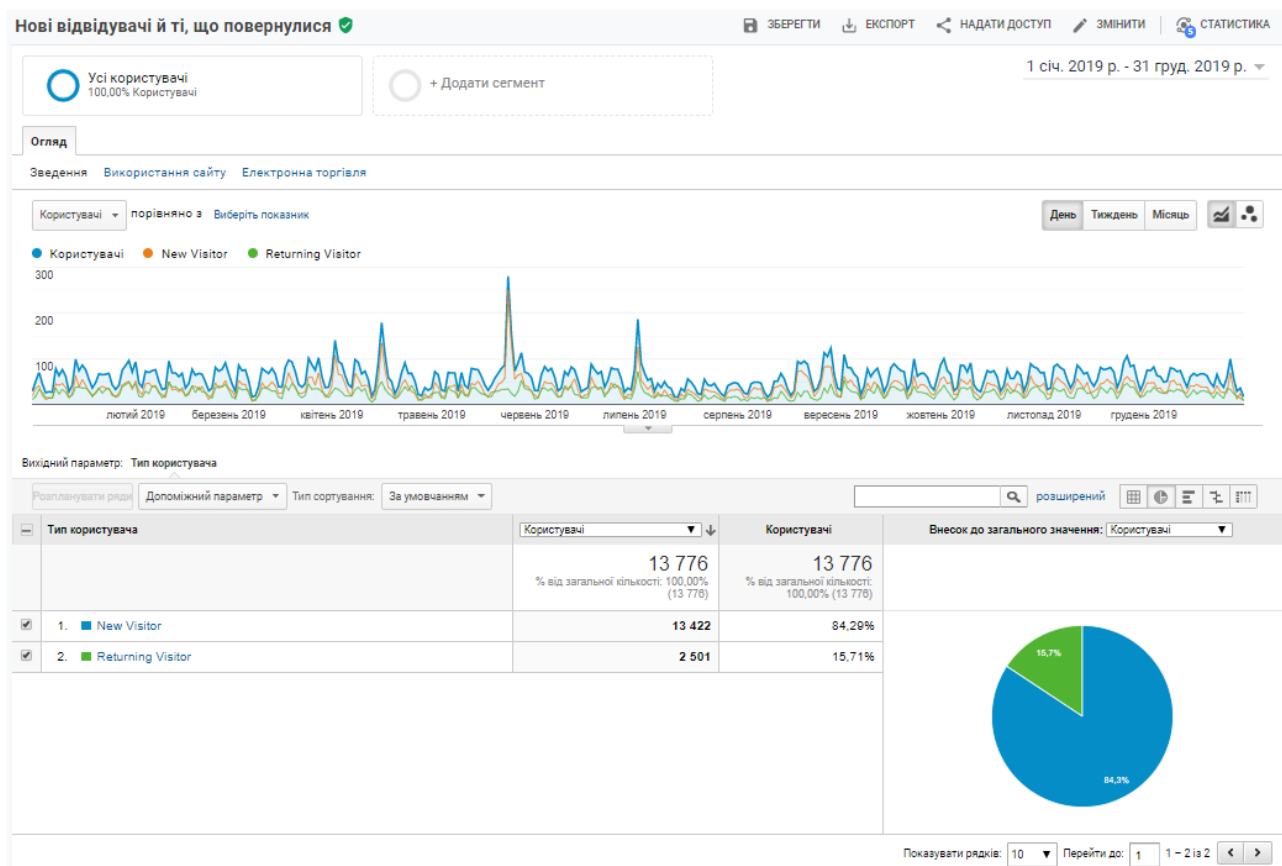 Нові відвідувачі й ті, що повернулися
ЗБЕРЕГТИ ЕКСПОРТ НАДАТИ ДОСТУП ЗМІНИТИ 5 СТАТИСТИКА
Усі користувачі
100,00% Користувачі
+ Додати сегмент
1 січ. 2019 р. - 31 груд. 2019 р.
Огляд
Зведення Використання сайту Електронна торгівля
Користувачі порівняно з Виберіть показник
День Тиждень Місяць
Користувачі New Visitor Returning Visitor
300
200
100
лютий 2019 березень 2019 квітень 2019 травень 2019 червень 2019 липень 2019 серпень 2019 вересень 2019 жовтень 2019 листопад 2019 грудень 2019
Вихідний параметр: Тип користувача
Розпланувати ряди Допоміжний параметр Тип сортування: За умовчанням розширений
Тип користувача Користувачі Користувачі Внесок до загального значення: Користувачі
13 776 13 776
% від загальної кількості: 100,00% (13 776) % від загальної кількості: 100,00% (13 776)
1. New Visitor 13 422 84,29%
2. Returning Visitor 2 501 15,71%
15,7%
84,3%
Показувати рядків: 10 Перейти до: 1 1 – 2 із 2